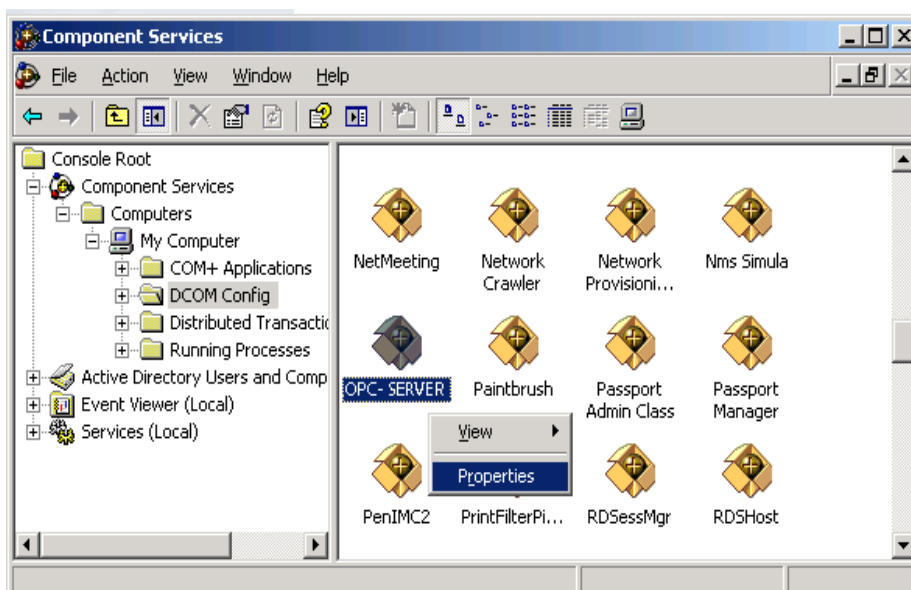 Component Services
File Action View Window Help
Console Root
Component Services
Computers
My Computer
COM+ Applications
DCOM Config
Distributed Transactic
Running Processes
Active Directory Users and Comp
Event Viewer (Local)
Services (Local)
NetMeeting
Network Crawler
Network Provisioni...
Nms Simula
OPC- SERVER
Paintbrush
Passport Admin Class
Passport Manager
View
Properties
PenIMC2
PrintFilterPi...
RDSessMgr
RDSHost